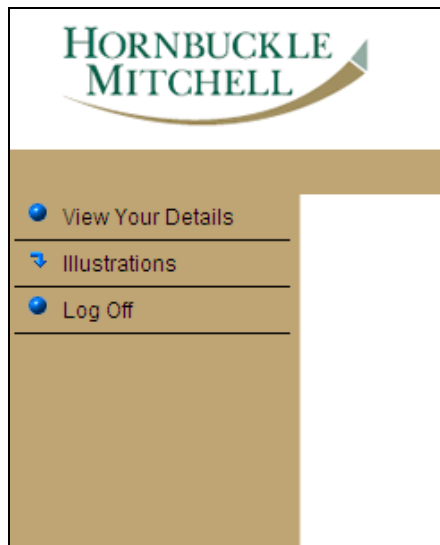 HORNBUCKLE
MITCHELL
View Your Details
Illustrations
Log Off